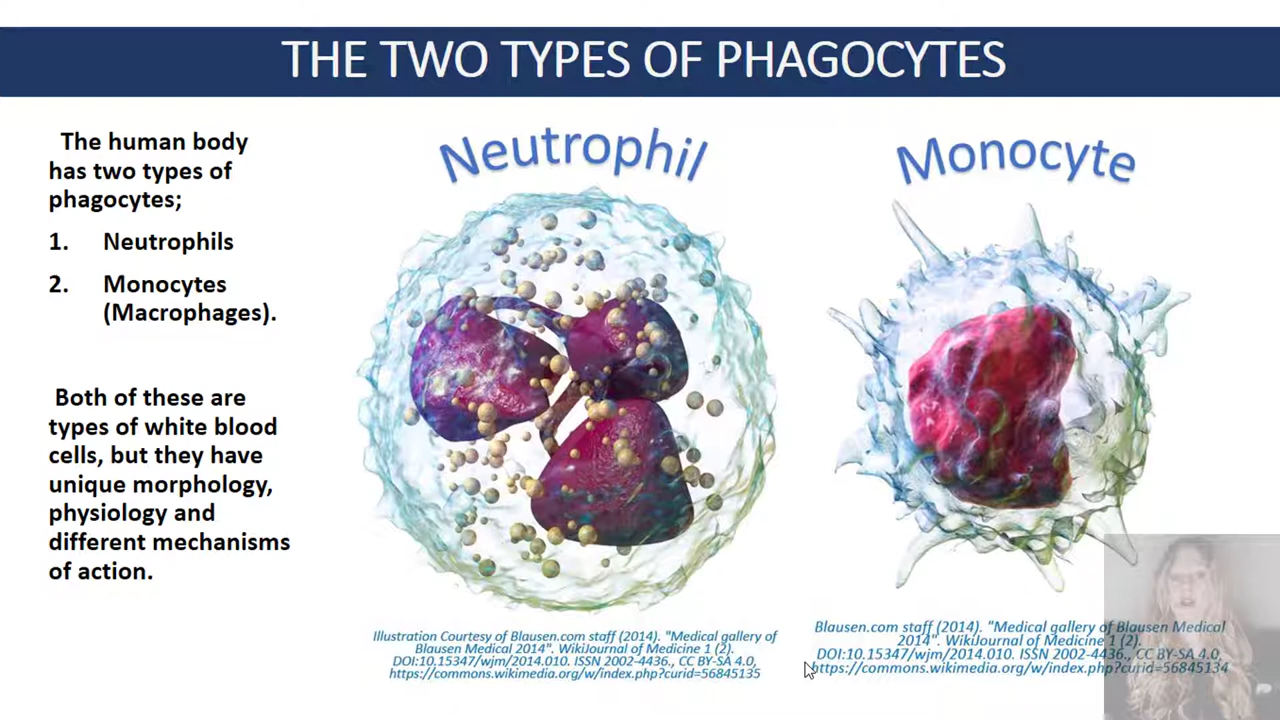 THE TWO TYPES OF PHAGOCYTES
The human body
has two types of
phagocytes;
1. Neutrophils
2. Monocytes
(Macrophages).
Both of these are
types of white blood
cells, but they have
unique morphology,
physiology and
different mechanisms
of action.
Neutrophil
Illustration Courtesy of Blausen.com staff (2014). "Medical gallery of
Blausen Medical 2014". WikiJournal of Medicine 1 (2).
DOI:10.15347/wjm/2014.010. ISSN 2002-4436., CC BY-SA 4.0,
https://commons.wikimedia.org/w/index.php?curid=56845135
Monocyte
Blausen.com staff (2014). "Medical gallery of Blausen Medical
2014". WikiJournal of Medicine 1 (2).
DOI:10.15347/wjm/2014.010. ISSN 2002-4436., CC BY-SA 4.0,
https://commons.wikimedia.org/w/index.php?curid=56845134